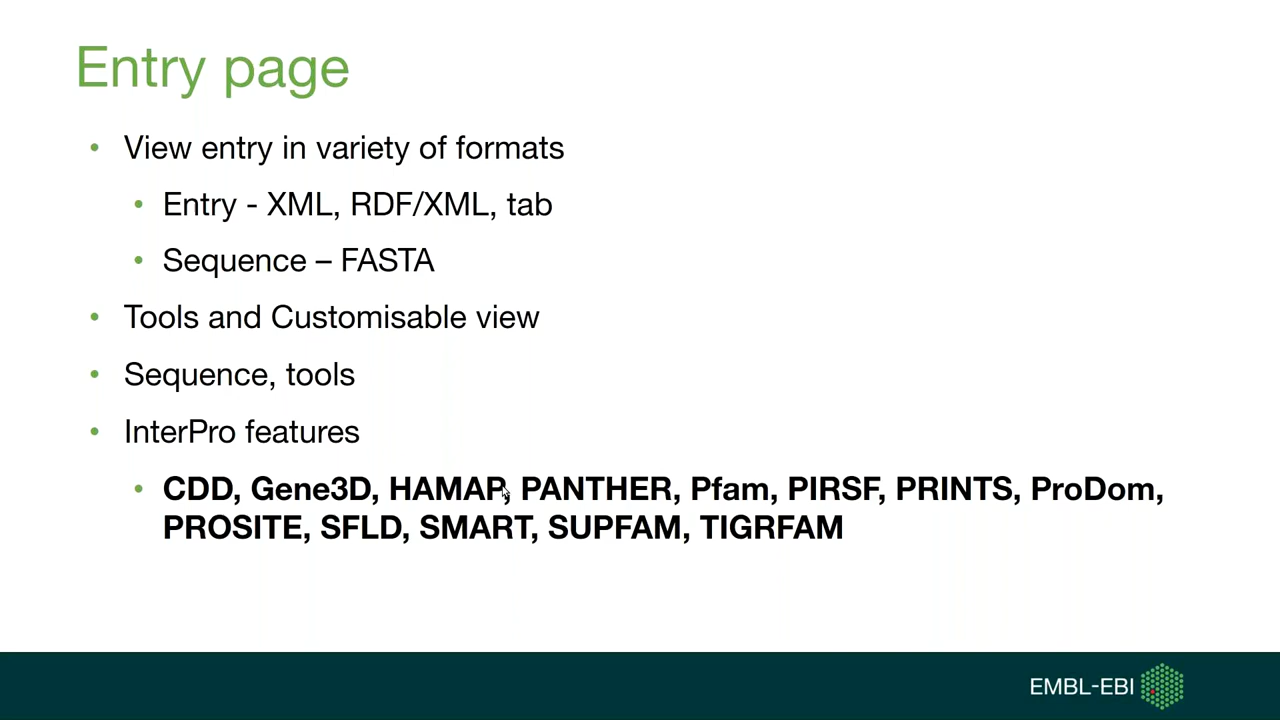 Entry page
• View entry in variety of formats
• Entry - XML, RDF/XML, tab
• Sequence – FASTA
• Tools and Customisable view
• Sequence, tools
• InterPro features
• CDD, Gene3D, HAMAP, PANTHER, Pfam, PIRSF, PRINTS, ProDom,
PROSITE, SFLD, SMART, SUPFAM, TIGRFAM
EMBL-EBI